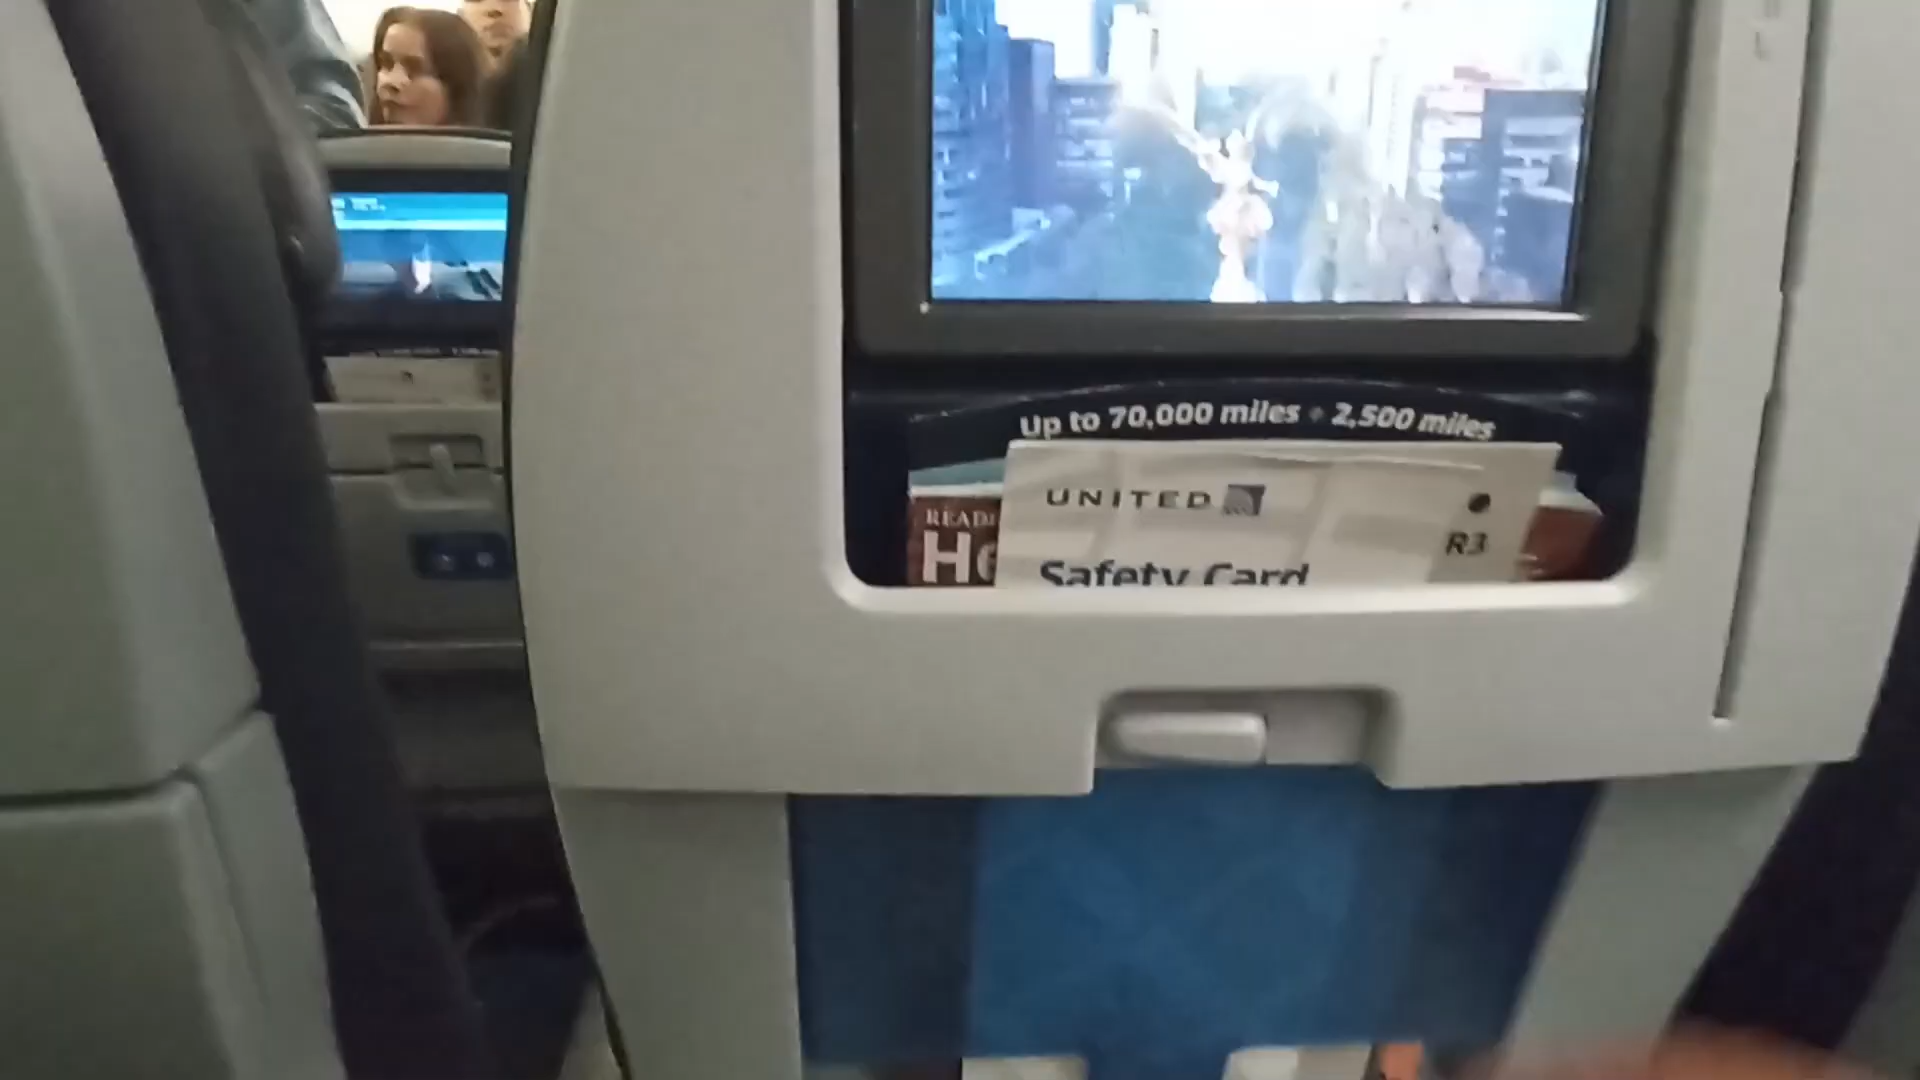 Up to 70,000 miles + 2,500 miles
UNITED
R3
READ
He
Safety Card